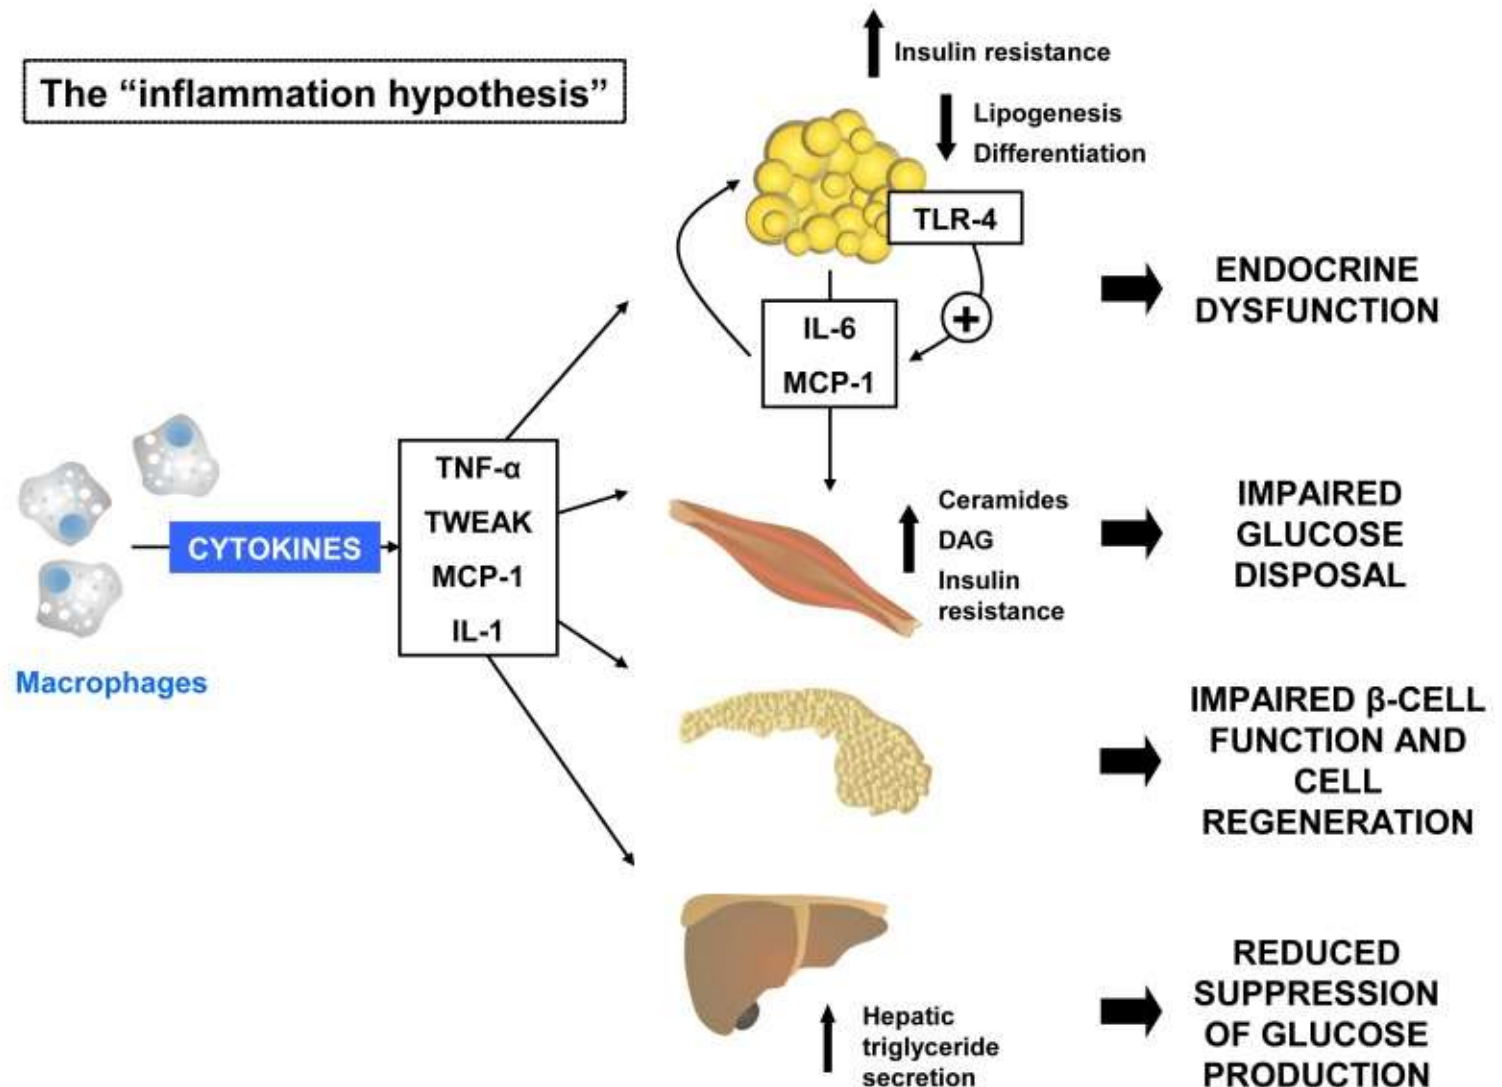 The “inflammation hypothesis”
Insulin resistance
Lipogenesis
Differentiation
TLR-4
+
IL-6
MCP-1
ENDOCRINE
DYSFUNCTION
TNF-α
TWEAK
MCP-1
IL-1
CYTOKINES
Macrophages
Ceramides
DAG
Insulin
resistance
IMPAIRED
GLUCOSE
DISPOSAL
IMPAIRED β-CELL
FUNCTION AND
CELL
REGENERATION
Hepatic
triglyceride
secretion
REDUCED
SUPPRESSION
OF GLUCOSE
PRODUCTION